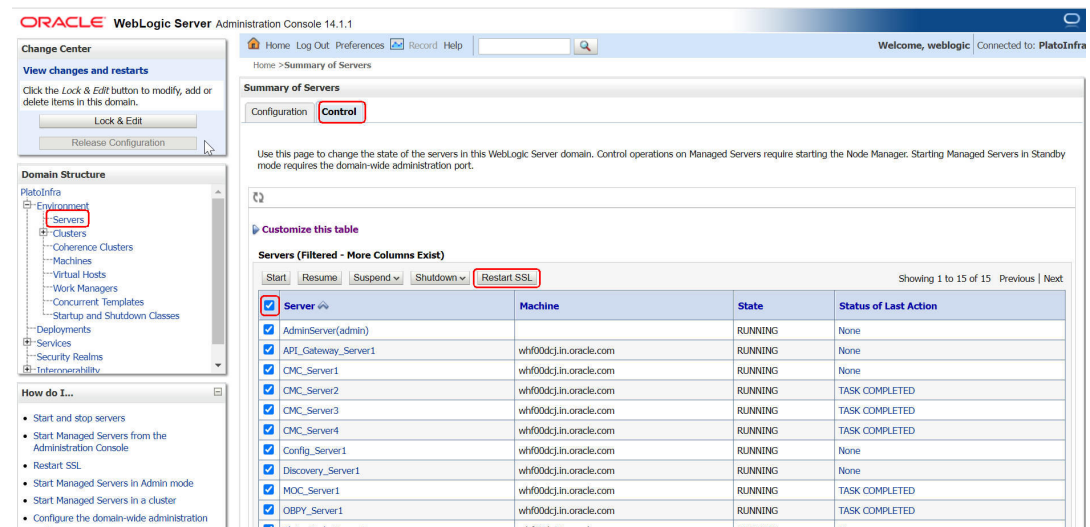 ORACLE WebLogic Server Administration Console 14.1.1
Change Center
View changes and restarts
Click the Lock & Edit button to modify, add or
delete items in this domain.
Lock & Edit
Release Configuration
Domain Structure
PlatoInfra
Environment
Servers
Clusters
Coherence Clusters
Machines
Virtual Hosts
Work Managers
Concurrent Templates
Startup and Shutdown Classes
Deployments
Services
Security Realms
Interoperability
How do I...
Start and stop servers
Start Managed Servers from the
Administration Console
Restart SSL
Start Managed Servers in Admin mode
Start Managed Servers in a cluster
Configure the domain-wide administration
Home Log Out Preferences Record Help
Welcome, weblogic Connected to: PlatoInfra
Home >Summary of Servers
Summary of Servers
Configuration Control
Use this page to change the state of the servers in this WebLogic Server domain. Control operations on Managed Servers require starting the Node Manager. Starting Managed Servers in Standby
mode requires the domain-wide administration port.
Customize this table
Servers (Filtered - More Columns Exist)
Start Resume Suspend Shutdown Restart SSL Showing 1 to 15 of 15 Previous | Next
Server Machine State Status of Last Action
AdminServer(admin) RUNNING None
API_Gateway_Server1 whf00dcj.in.oracle.com RUNNING None
CMC_Server1 whf00dcj.in.oracle.com RUNNING None
CMC_Server2 whf00dcj.in.oracle.com RUNNING TASK COMPLETED
CMC_Server3 whf00dcj.in.oracle.com RUNNING TASK COMPLETED
CMC_Server4 whf00dcj.in.oracle.com RUNNING TASK COMPLETED
Config_Server1 whf00dcj.in.oracle.com RUNNING None
Discovery_Server1 whf00dcj.in.oracle.com RUNNING None
MOC_Server1 whf00dcj.in.oracle.com RUNNING TASK COMPLETED
OBPY_Server1 whf00dcj.in.oracle.com RUNNING TASK COMPLETED